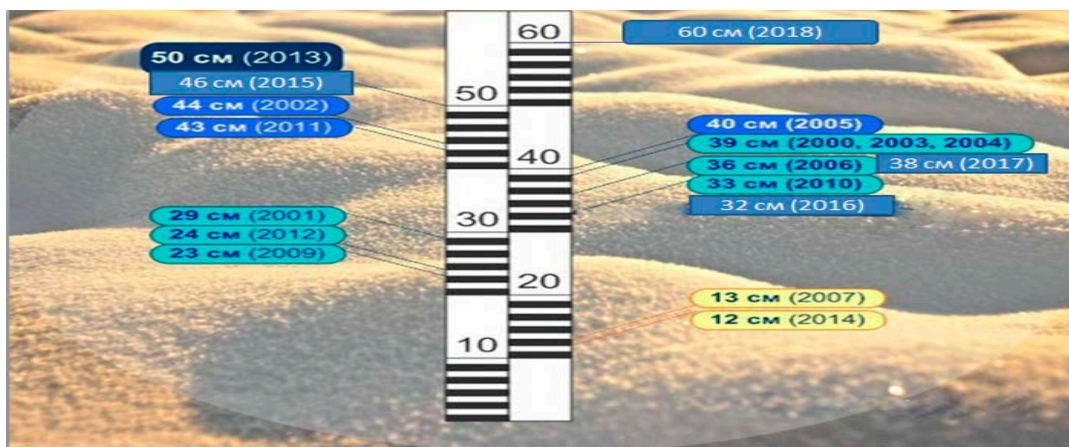 50 см (2013)
46 см (2015)
44 см (2002)
43 см (2011)
29 см (2001)
24 см (2012)
23 см (2009)
50
30
10
60
40
20
60 см (2018)
40 см (2005)
39 см (2000, 2003, 2004)
36 см (2006) 38 см (2017)
33 см (2010)
32 см (2016)
13 см (2007)
12 см (2014)